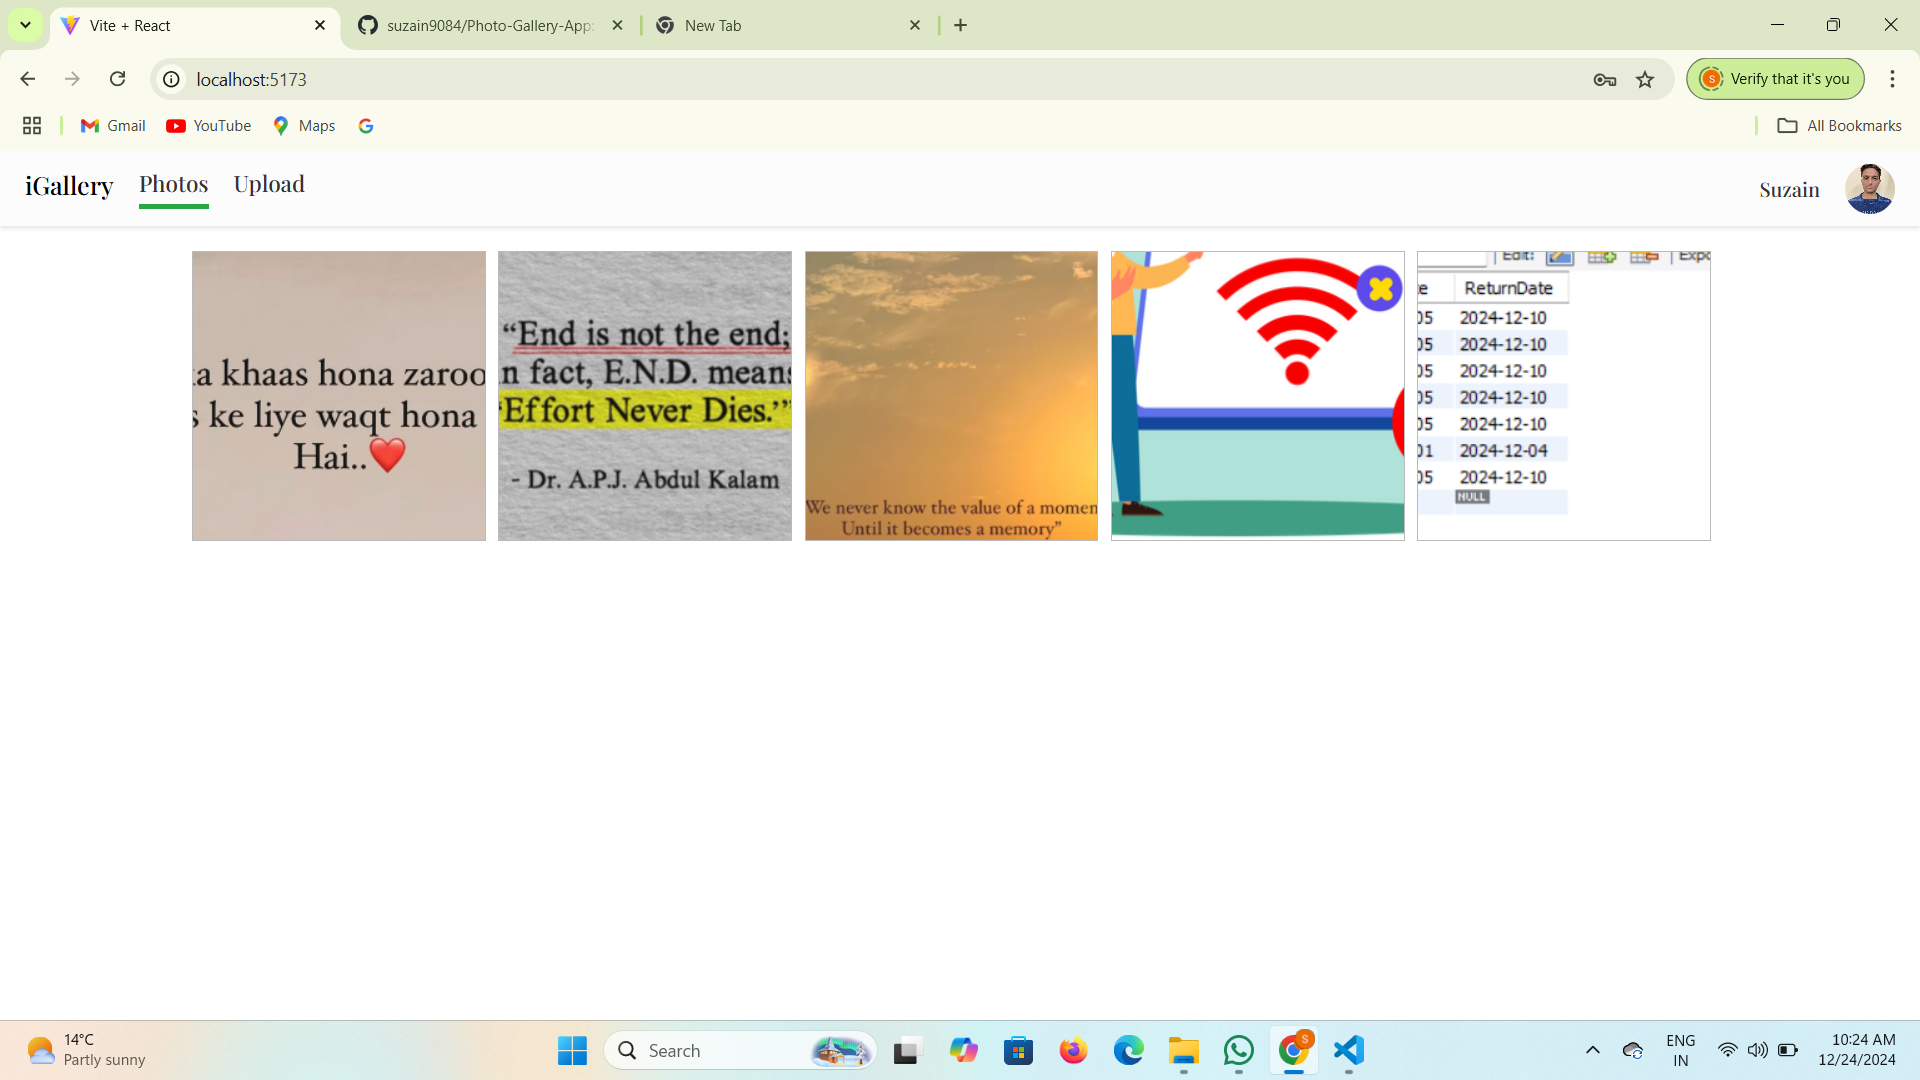 Vite + React
suzain9084/Photo-Gallery-App:
New Tab
localhost:5173
Verify that it's you
Gmail
YouTube
Maps
All Bookmarks
iGallery
Photos
Upload
Suzain
a khaas hona zaroo
s ke liye waqt hona
Hai..❤️
“End is not the end;
n fact, E.N.D. means
‘Effort Never Dies.’”
- Dr. A.P.J. Abdul Kalam
We never know the value of a momen
Until it becomes a memory”
Edit:
Expo
e ReturnDate
05 2024-12-10
05 2024-12-10
05 2024-12-10
05 2024-12-10
05 2024-12-10
01 2024-12-04
05 2024-12-10
NULL
14°C
Partly sunny
Search
ENG
IN
10:24 AM
12/24/2024